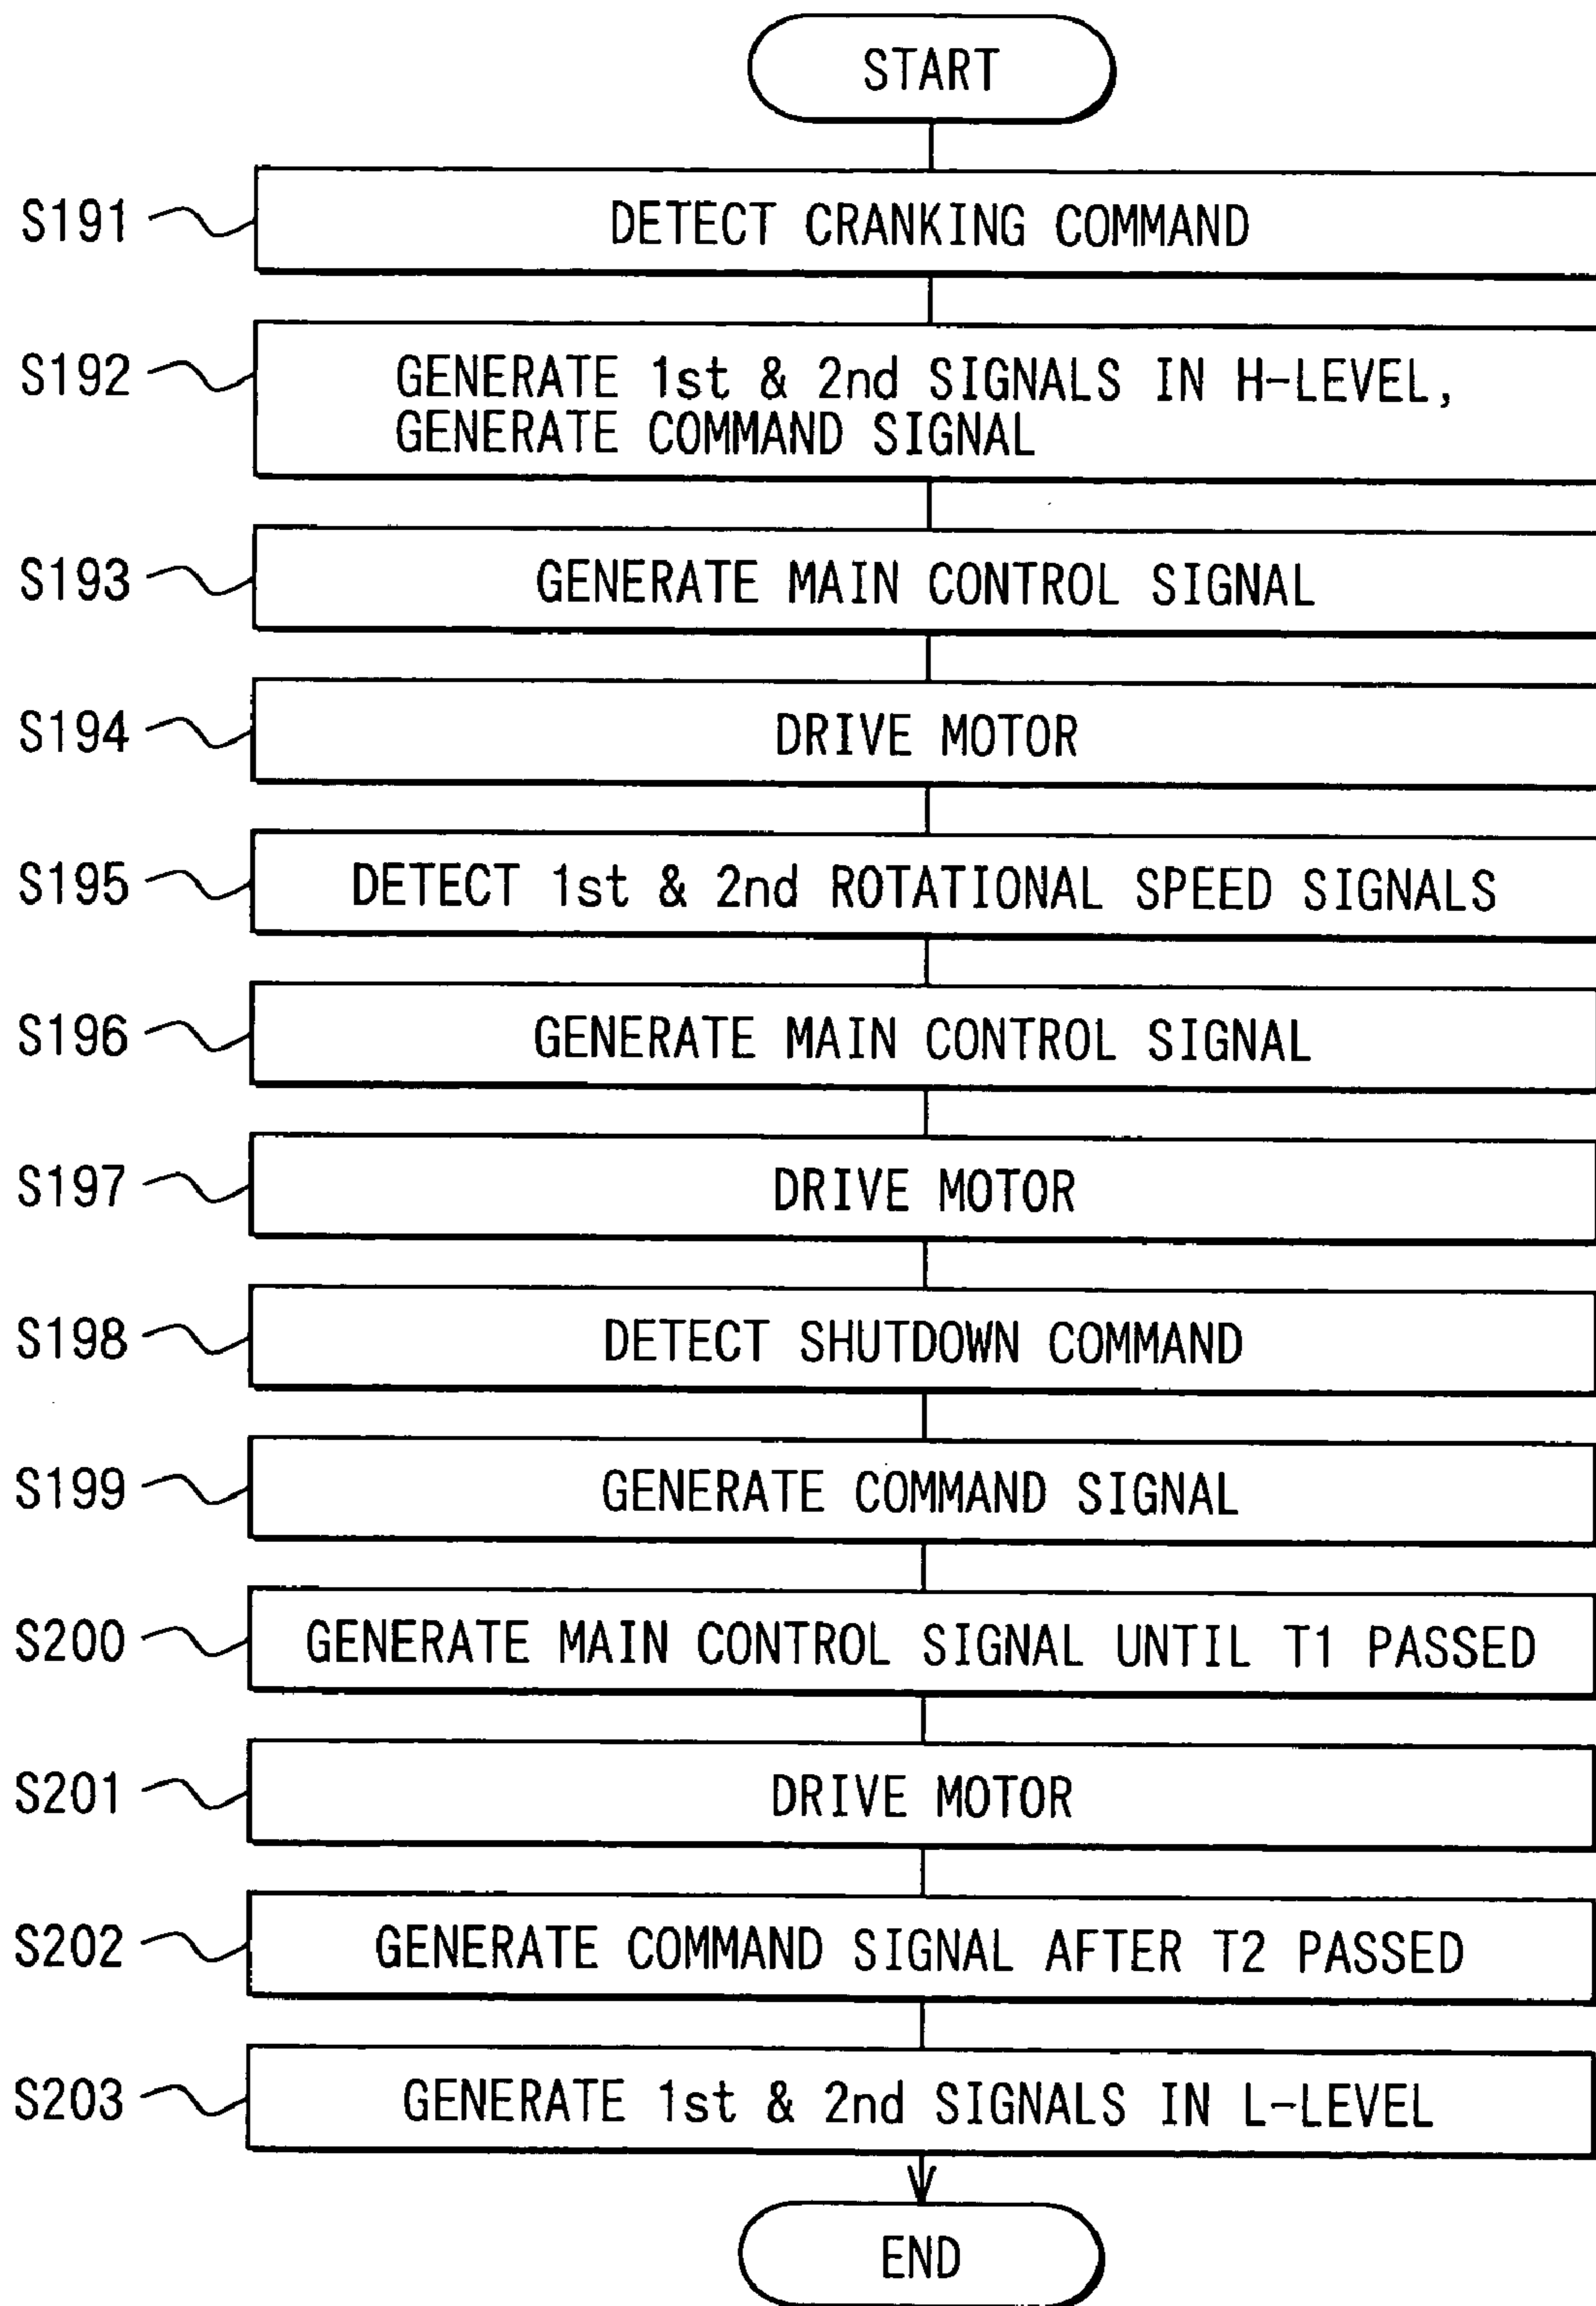 START
S191
DETECT CRANKING COMMAND
S192
GENERATE 1st & 2nd SIGNALS IN H-LEVEL,
GENERATE COMMAND SIGNAL
S193
GENERATE MAIN CONTROL SIGNAL
S194
DRIVE MOTOR
S195
DETECT 1st & 2nd ROTATIONAL SPEED SIGNALS
S196
GENERATE MAIN CONTROL SIGNAL
S197
DRIVE MOTOR
S198
DETECT SHUTDOWN COMMAND
S199
GENERATE COMMAND SIGNAL
S200
GENERATE MAIN CONTROL SIGNAL UNTIL T1 PASSED
S201
DRIVE MOTOR
S202
GENERATE COMMAND SIGNAL AFTER T2 PASSED
S203
GENERATE 1st & 2nd SIGNALS IN L-LEVEL
END